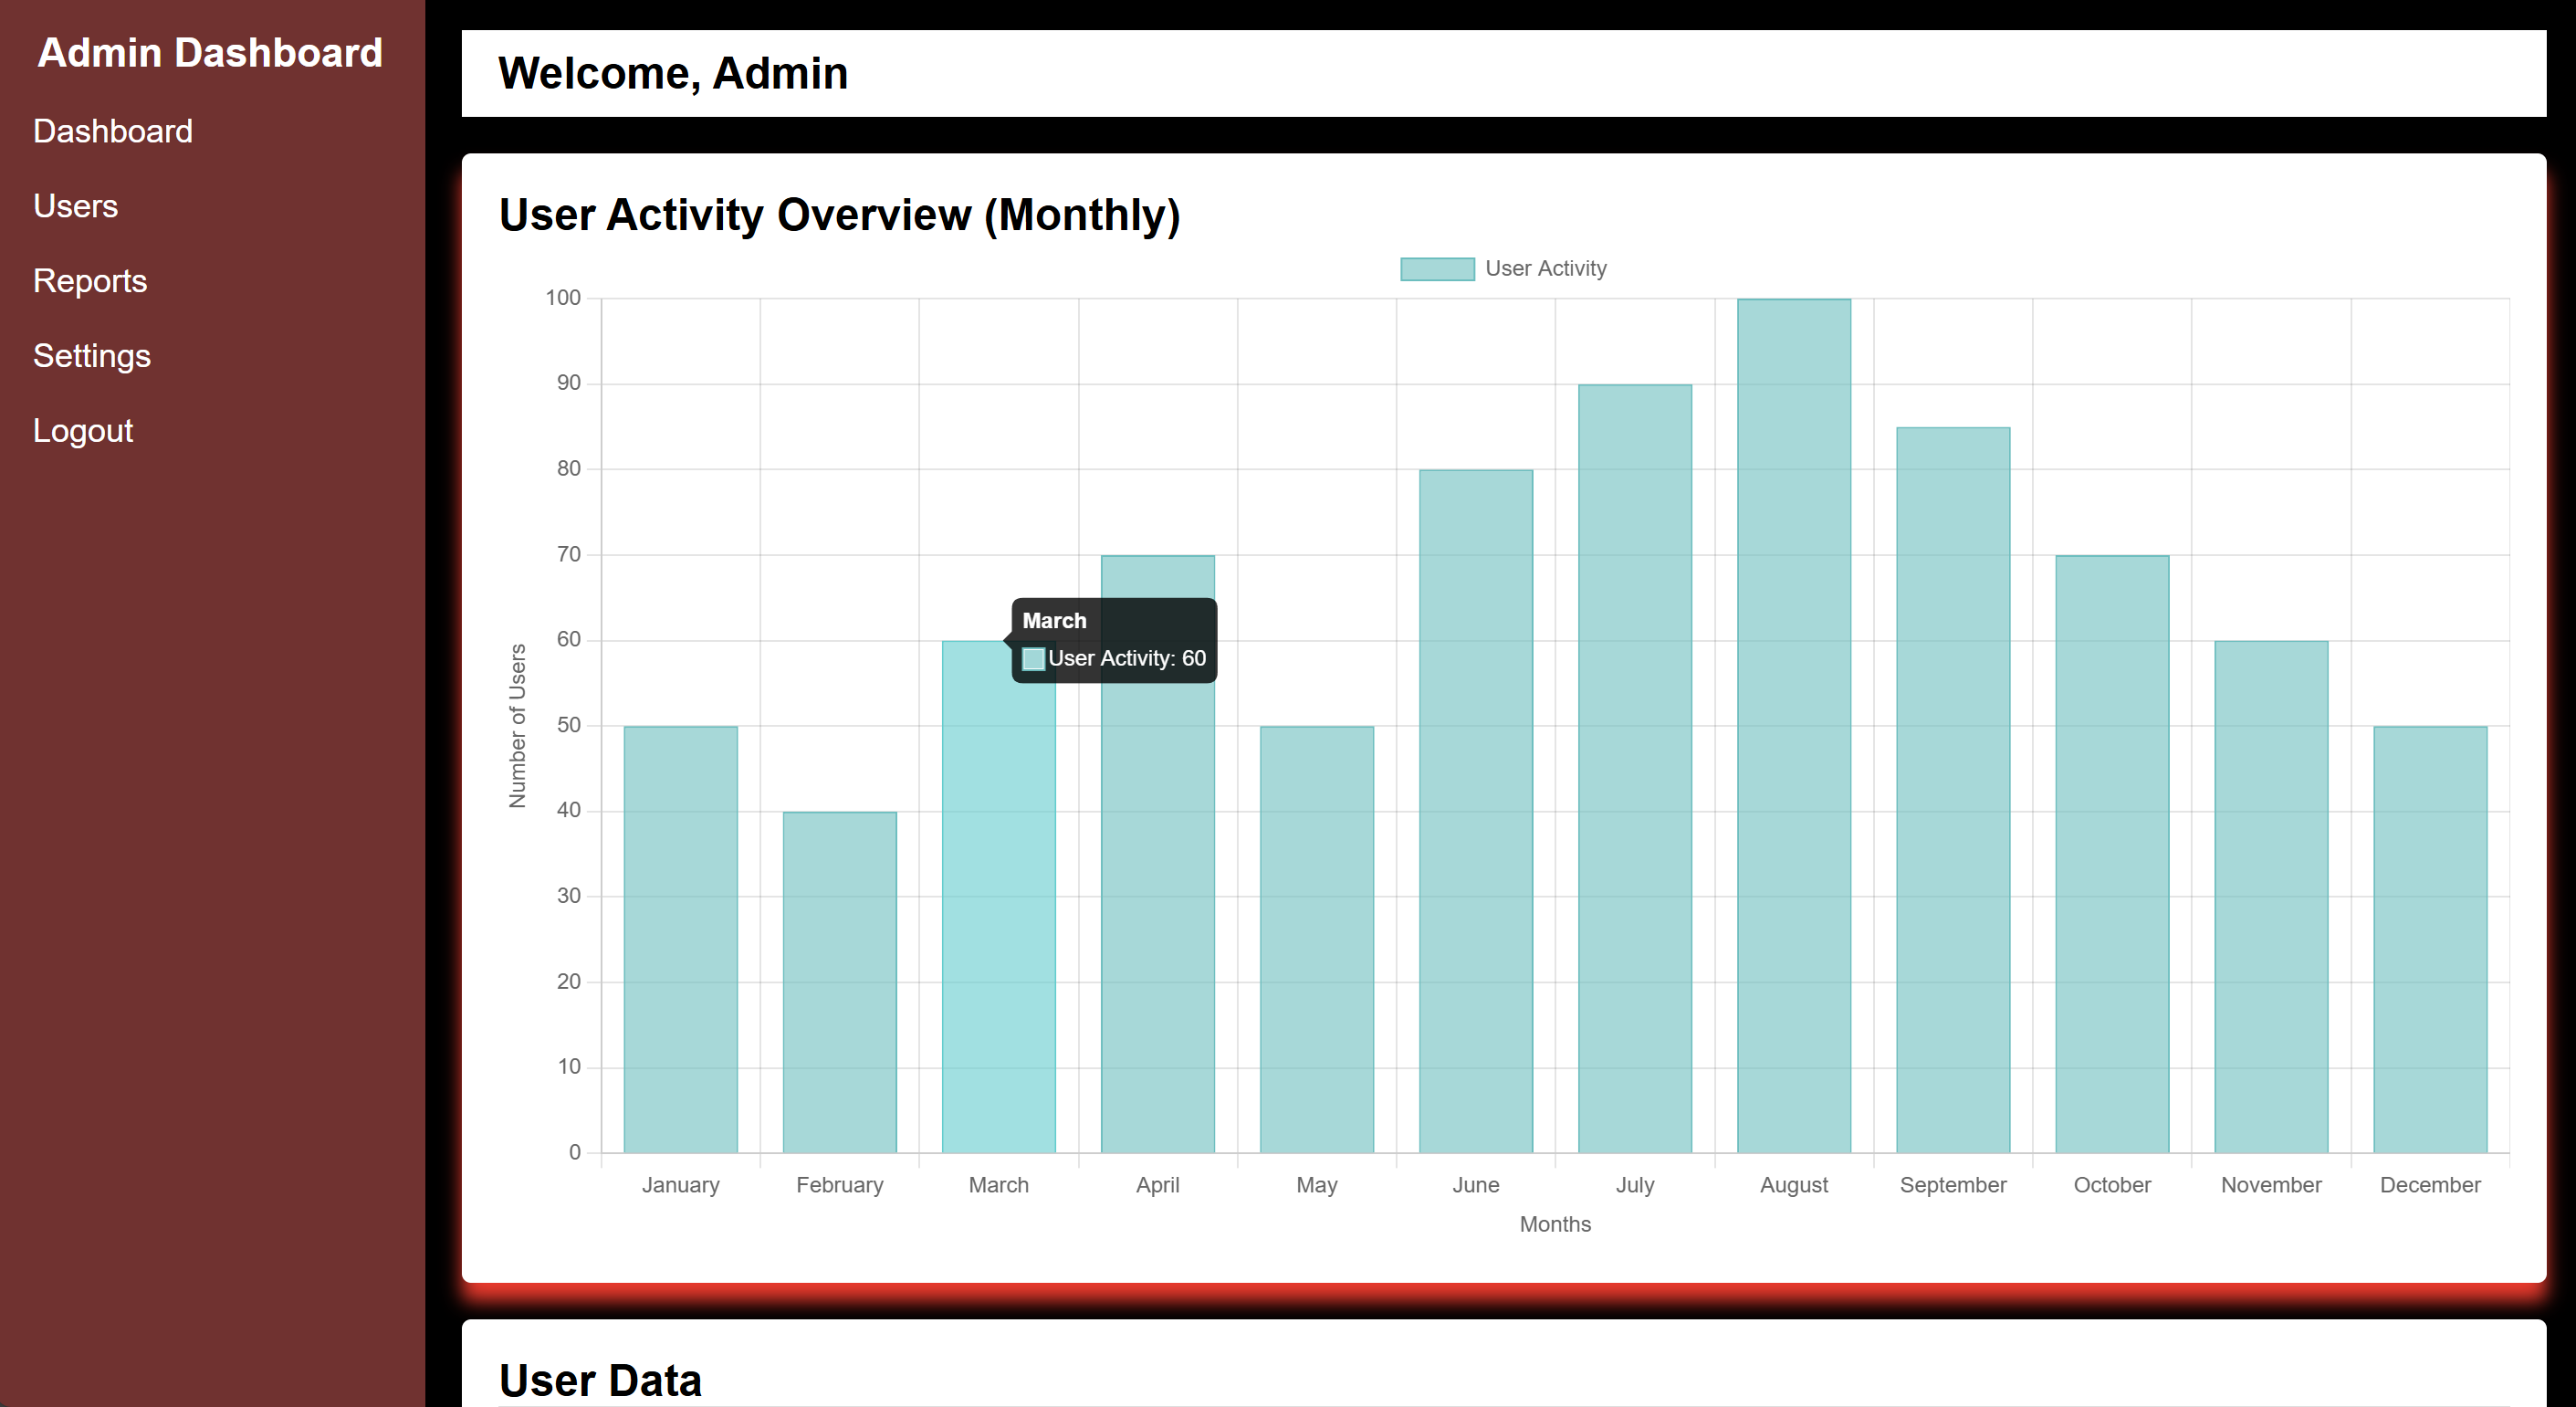 Admin Dashboard
Dashboard
Users
Reports
Settings
Logout
Welcome, Admin
User Activity Overview (Monthly)
User Activity
100
90
80
70
60
50
40
30
20
10
0
Number of Users
March
User Activity: 60
January February March April May June July August September October November December
Months
User Data